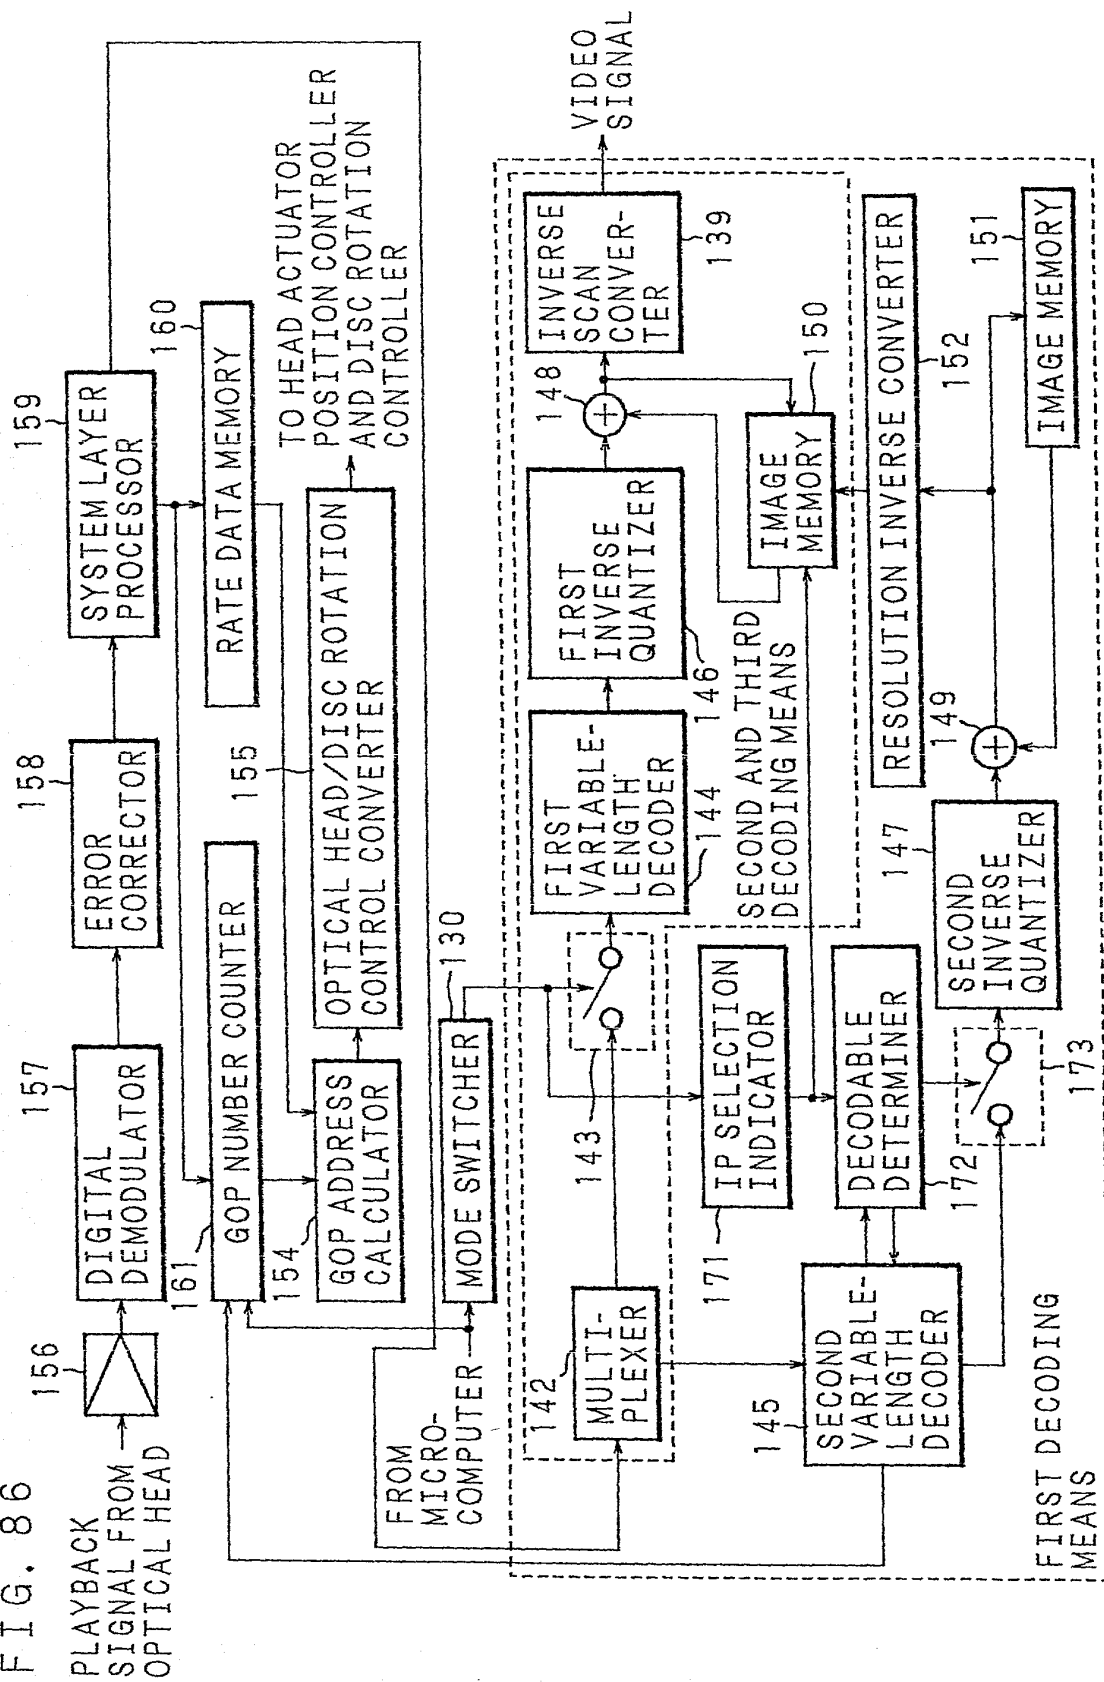 FIG. 86
PLAYBACK
SIGNAL FROM
OPTICAL HEAD
156
157
DIGITAL
DEMODULATOR
158
ERROR
CORRECTOR
159
SYSTEM LAYER
PROCESSOR
161
GOP NUMBER COUNTER
160
RATE DATA MEMORY
154
GOP ADDRESS
CALCULATOR
155
OPTICAL HEAD/DISC ROTATION
CONTROL CONVERTER
TO HEAD ACTUATOR
POSITION CONTROLLER
AND DISC ROTATION
CONTROLLER
FROM
MICRO-
COMPUTER
130
MODE SWITCHER
142
MULTI-
PLEXER
143
FIRST
VARIABLE-
LENGTH
DECODER
144
FIRST
INVERSE
QUANTIZER
146
148
INVERSE
SCAN
CONVER-
TER
139
VIDEO
SIGNAL
IMAGE
MEMORY
150
SECOND AND THIRD
DECODING MEANS
171
IP SELECTION
INDICATOR
145
SECOND
VARIABLE-
LENGTH
DECODER
DECODABLE
DETERMINER
172
173
147
SECOND
INVERSE
QUANTIZER
149
RESOLUTION INVERSE CONVERTER
152
151
IMAGE MEMORY
FIRST DECODING
MEANS